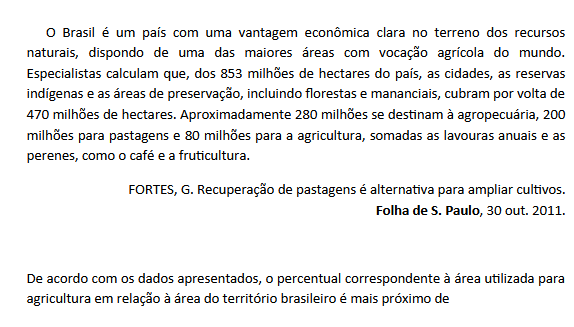 O Brasil é um país com uma vantagem econômica clara no terreno dos recursos
naturais, dispondo de uma das maiores áreas com vocação agrícola do mundo.
Especialistas calculam que, dos 853 milhões de hectares do país, as cidades, as reservas
indígenas e as áreas de preservação, incluindo florestas e mananciais, cubram por volta de
470 milhões de hectares. Aproximadamente 280 milhões se destinam à agropecuária, 200
milhões para pastagens e 80 milhões para a agricultura, somadas as lavouras anuais e as
perenes, como o café e a fruticultura.
FORTES, G. Recuperação de pastagens é alternativa para ampliar cultivos.
Folha de S. Paulo, 30 out. 2011.
De acordo com os dados apresentados, o percentual correspondente à área utilizada para
agricultura em relação à área do território brasileiro é mais próximo de